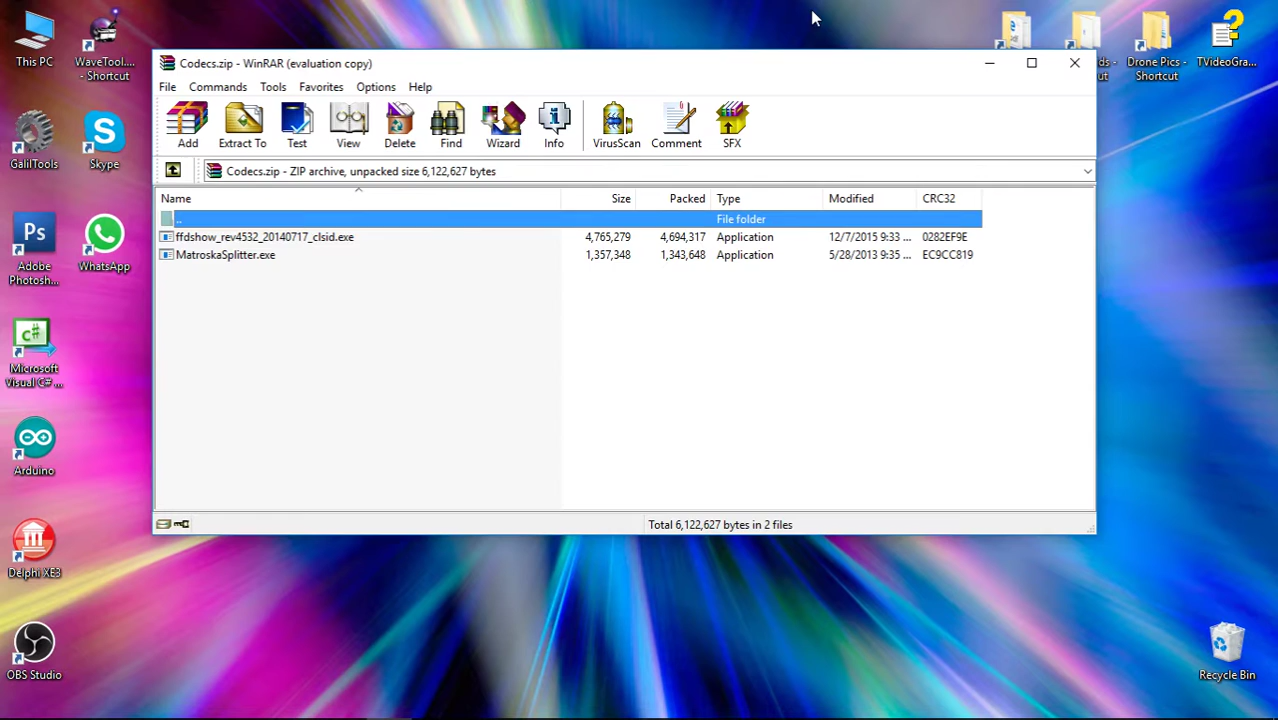 This PC
WaveTool....
- Shortcut
Drone Pics -
Shortcut
TVideoGra...
ds -
ut
Codecs.zip - WinRAR (evaluation copy)
File Commands Tools Favorites Options Help
Add Extract To Test View Delete Find Wizard Info VirusScan Comment SFX
Codecs.zip - ZIP archive, unpacked size 6,122,627 bytes
Name Size Packed Type Modified CRC32
.. File folder
ffdshow_rev4532_20140717_clsid.exe 4,765,279 4,694,317 Application 12/7/2015 9:33 ... 0282EF9E
MatroskaSplitter.exe 1,357,348 1,343,648 Application 5/28/2013 9:35 ... EC9CC819
Total 6,122,627 bytes in 2 files
GalilTools
Skype
Ps
Adobe
Photosh...
WhatsApp
C#
Microsoft
Visual C# ...
Arduino
Delphi XE3
OBS Studio
Recycle Bin